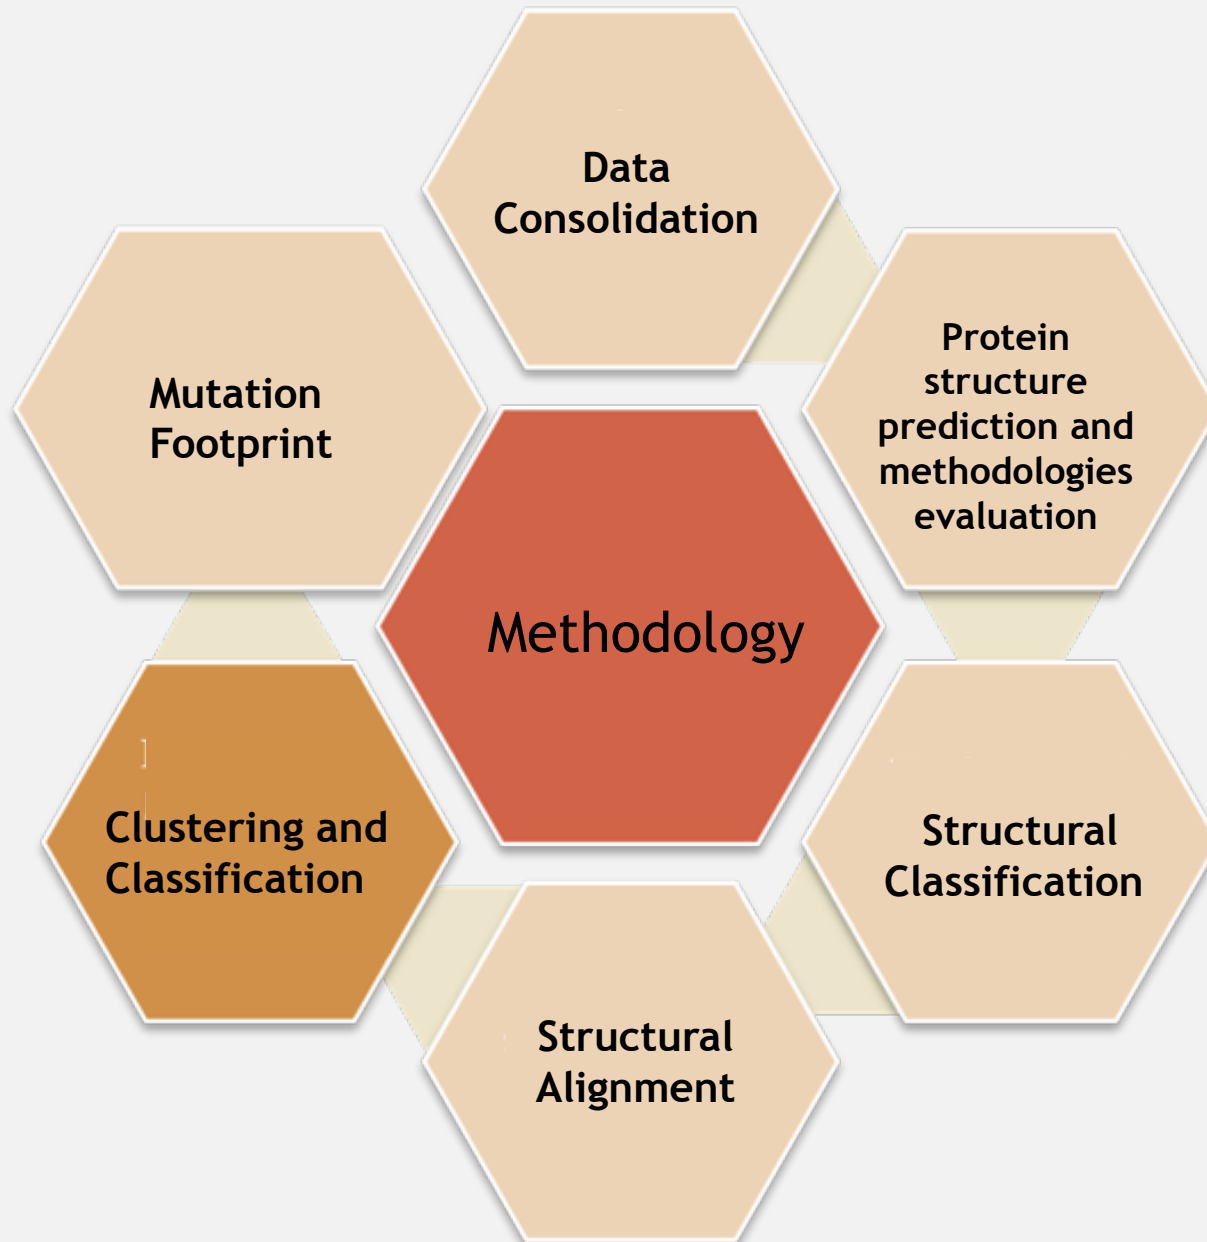 Data
Consolidation
Protein
structure
prediction and
methodologies
evaluation
Mutation
Footprint
Methodology
Clustering and
Classification
Structural
Classification
Structural
Alignment